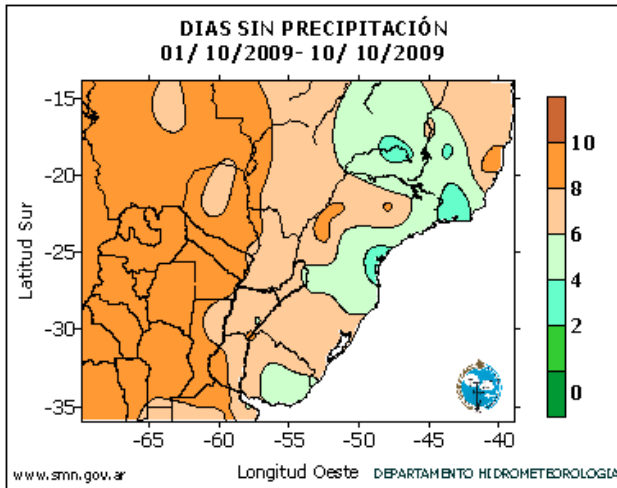 DIAS SIN PRECIPITACIÓN
01/ 10/2009- 10/ 10/2009
-15
-20
-25
-30
-35
Latitud Sur
-65
-60
-55
-50
-45
-40
Longitud Oeste
10
8
6
4
2
0
www.smn.gov.ar
DEPARTAMENTO HIDROMETEOROLOGIA